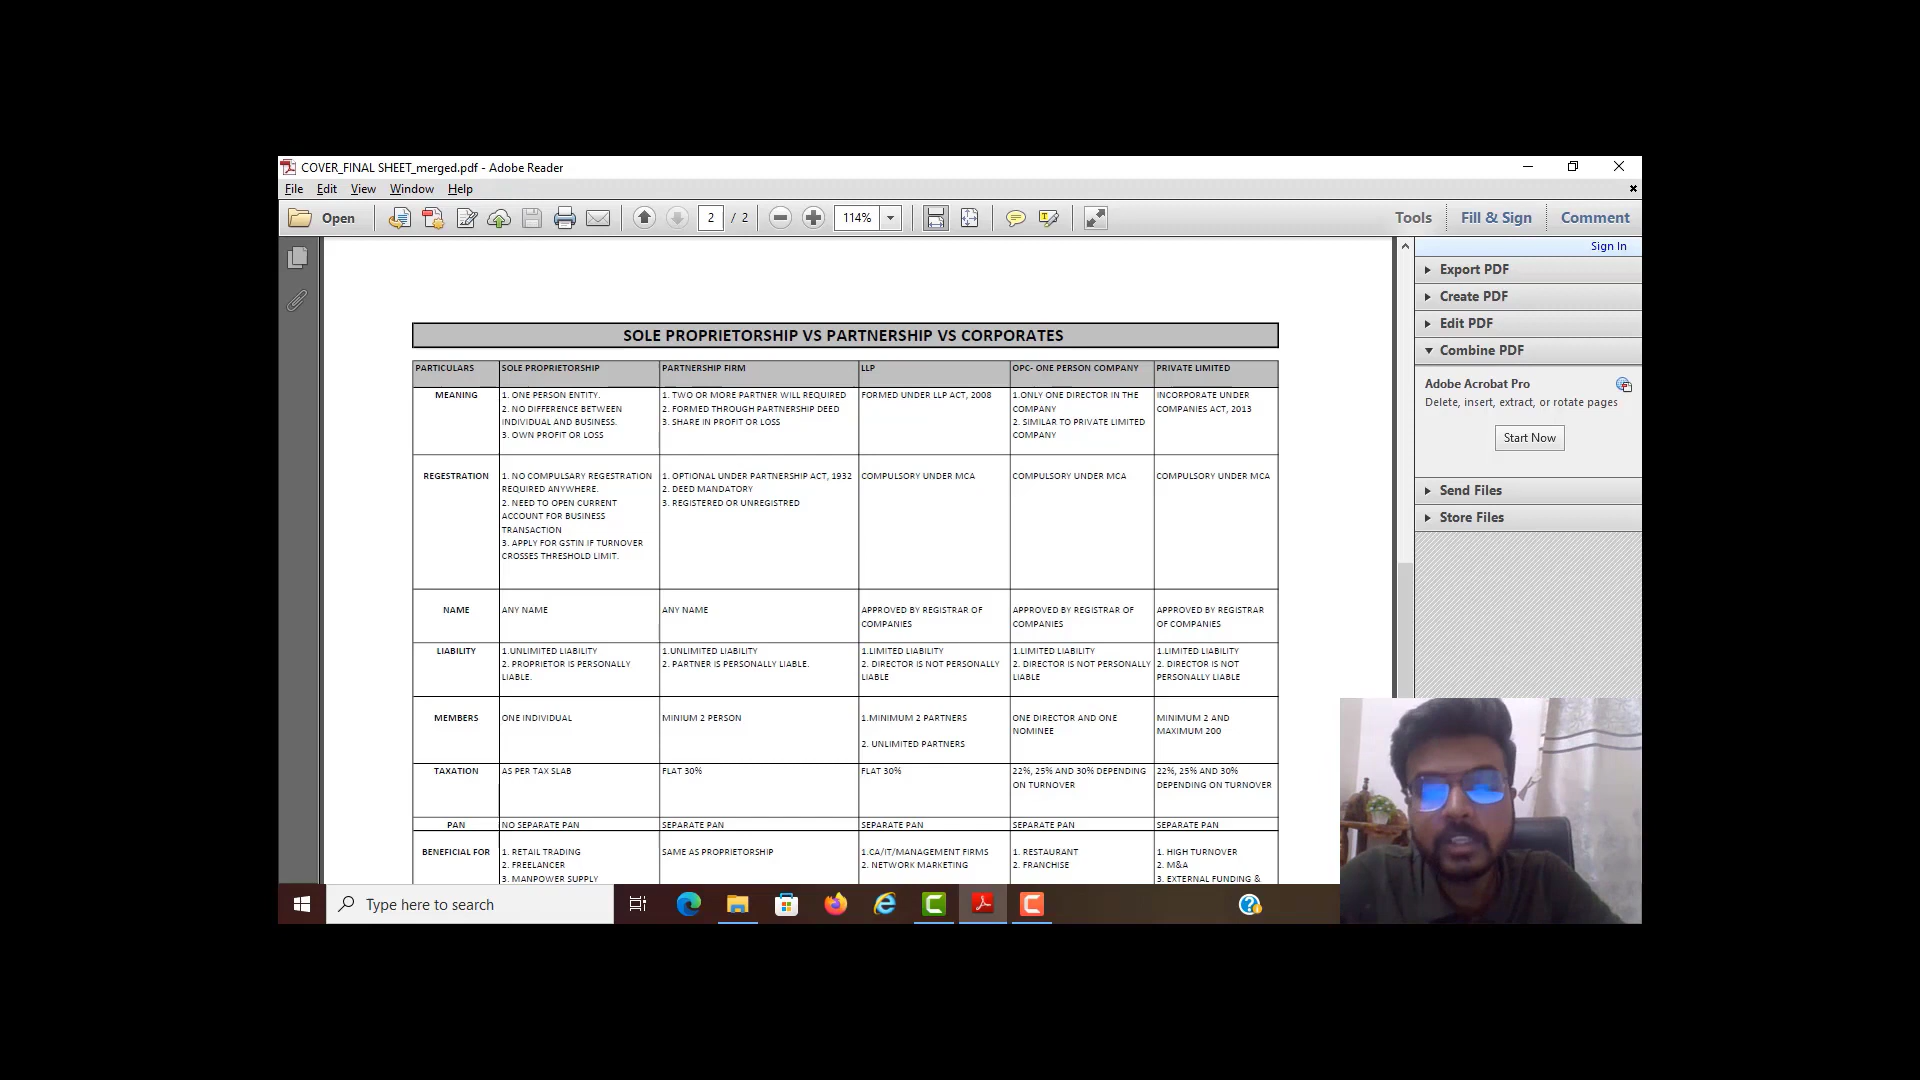 COVER_FINAL SHEET_merged.pdf - Adobe Reader
File Edit View Window Help
Open 2 / 2 114% Tools Fill & Sign Comment
Sign In
Export PDF
Create PDF
Edit PDF
Combine PDF
Adobe Acrobat Pro
Delete, insert, extract, or rotate pages
Start Now
Send Files
Store Files
SOLE PROPRIETORSHIP VS PARTNERSHIP VS CORPORATES
PARTICULARS SOLE PROPRIETORSHIP PARTNERSHIP FIRM LLP OPC- ONE PERSON COMPANY PRIVATE LIMITED
MEANING 1. ONE PERSON ENTITY. 1. TWO OR MORE PARTNER WILL REQUIRED FORMED UNDER LLP ACT, 2008 1.ONLY ONE DIRECTOR IN THE INCORPORATE UNDER
2. NO DIFFERENCE BETWEEN 2. FORMED THROUGH PARTNERSHIP DEED COMPANY COMPANIES ACT, 2013
INDIVIDUAL AND BUSINESS. 3. SHARE IN PROFIT OR LOSS 2. SIMILAR TO PRIVATE LIMITED
3. OWN PROFIT OR LOSS COMPANY
REGESTRATION 1. NO COMPULSARY REGESTRATION 1. OPTIONAL UNDER PARTNERSHIP ACT, 1932 COMPULSORY UNDER MCA COMPULSORY UNDER MCA COMPULSORY UNDER MCA
REQUIRED ANYWHERE. 2. DEED MANDATORY
2. NEED TO OPEN CURRENT 3. REGISTERED OR UNREGISTRED
ACCOUNT FOR BUSINESS
TRANSACTION
3. APPLY FOR GSTIN IF TURNOVER
CROSSES THRESHOLD LIMIT.
NAME ANY NAME ANY NAME APPROVED BY REGISTRAR OF APPROVED BY REGISTRAR OF APPROVED BY REGISTRAR
COMPANIES COMPANIES OF COMPANIES
LIABILITY 1.UNLIMITED LIABILITY 1.UNLIMITED LIABILITY 1.LIMITED LIABILITY 1.LIMITED LIABILITY 1.LIMITED LIABILITY
2. PROPRIETOR IS PERSONALLY 2. PARTNER IS PERSONALLY LIABLE. 2. DIRECTOR IS NOT PERSONALLY 2. DIRECTOR IS NOT PERSONALLY 2. DIRECTOR IS NOT
LIABLE. LIABLE LIABLE PERSONALLY LIABLE
MEMBERS ONE INDIVIDUAL MINIUM 2 PERSON 1.MINIMUM 2 PARTNERS ONE DIRECTOR AND ONE MINIMUM 2 AND
NOMINEE MAXIMUM 200
2. UNLIMITED PARTNERS
TAXATION AS PER TAX SLAB FLAT 30% FLAT 30% 22%, 25% AND 30% DEPENDING 22%, 25% AND 30%
ON TURNOVER DEPENDING ON TURNOVER
PAN NO SEPARATE PAN SEPARATE PAN SEPARATE PAN SEPARATE PAN SEPARATE PAN
BENEFICIAL FOR 1. RETAIL TRADING SAME AS PROPRIETORSHIP 1.CA/IT/MANAGEMENT FIRMS 1. RESTAURANT 1. HIGH TURNOVER
2. FREELANCER 2. NETWORK MARKETING 2. FRANCHISE 2. M&A
3. MANPOWER SUPPLY 3. EXTERNAL FUNDING &
Type here to search